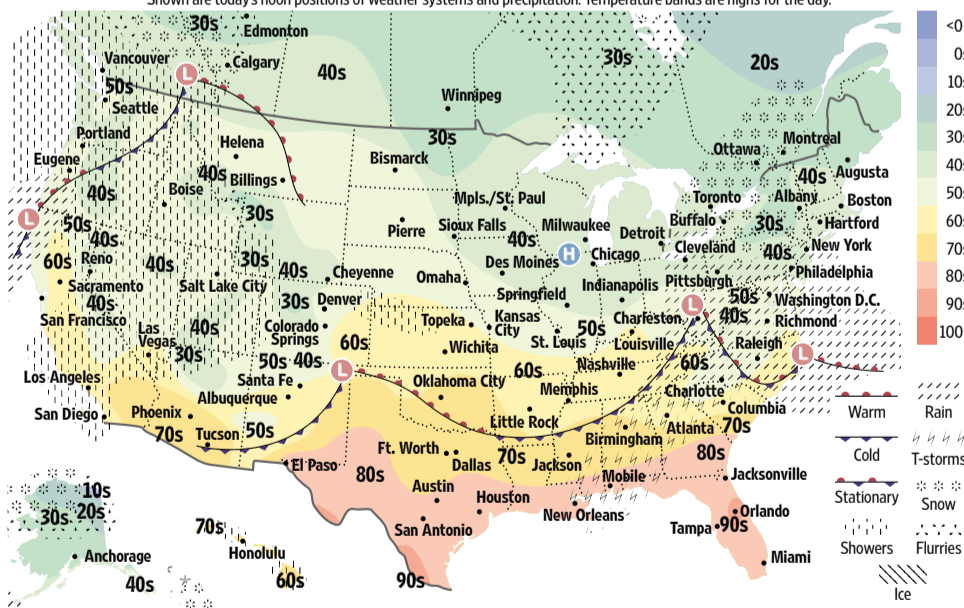 Shown are today's noon positions of weather systems and precipitation. Temperature bands are highs for the day.
30s
Edmonton
<0
Vancouver
Calgary
40s
30s
20s
0s
L
50s
10s
Seattle
Winnipeg
20s
Portland
30s
Montreal
30s
Helena
Ottawa
Eugene
Bismarck
40s
40s
40s
Augusta
Billings
Boise
40s
Mpls./St. Paul
Toronto
Albany
Boston
50s
L
30s
Buffalo
30s
Hartford
50s
Pierre
Sioux Falls
Milwaukee
Detroit
60s
40s
40s
Cleveland
40s
New York
70s
Reno
H
Chicago
60s
40s
30s
40s
Cheyenne
Omaha
Des Moines
Pittsburgh
Philadelphia
80s
Sacramento
Salt Lake City
Indianapolis
40s
30s
Denver
Springfield
L
50s
Washington D.C.
90s
San Francisco
Topeka
Kansas
City
Charleston
40s
Richmond
100
Las
Vegas
40s
Colorado
Springs
60s
St. Louis
50s
Louisville
Raleigh
30s
Wichita
L
50s
40s
Nashville
60s
Los Angeles
Santa Fe
L
Oklahoma City
60s
Albuquerque
Memphis
Charlotte
San Diego
Phoenix
Little Rock
Columbia
Warm
Rain
70s
50s
Atlanta
70s
Tucson
Birmingham
Ft. Worth
Dallas
70s
Jackson
80s
Cold
T-storms
El Paso
80s
Mobile
Jacksonville
Austin
10s
Houston
Stationary
Snow
20s
New Orleans
Orlando
30s
70s
San Antonio
Tampa
90s
Showers
Flurries
Anchorage
Honolulu
Miami
40s
60s
90s
Ice